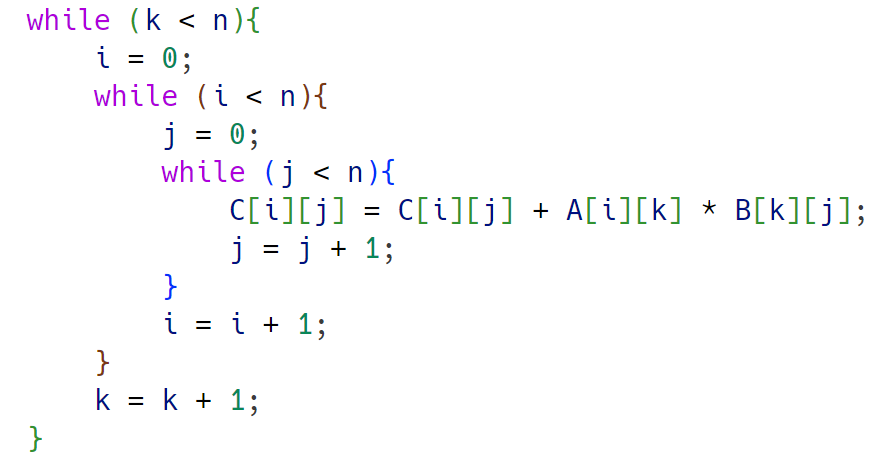 while (k < n){
    i = 0;
    while (i < n){
        j = 0;
        while (j < n){
            C[i][j] = C[i][j] + A[i][k] * B[k][j];
            j = j + 1;
        }
        i = i + 1;
    }
    k = k + 1;
}